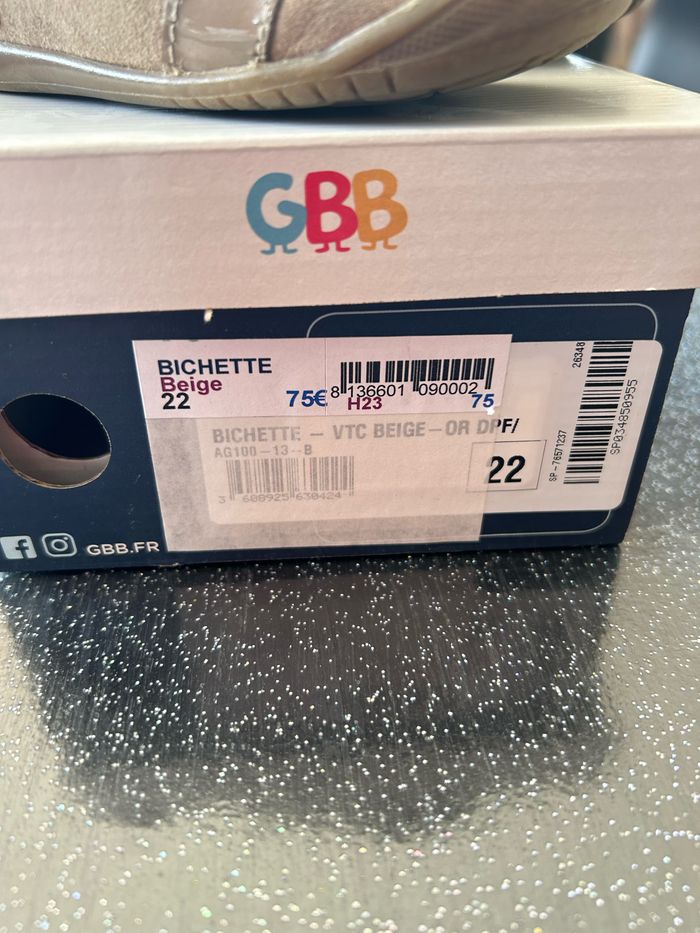 GBB
BICHETTE
Beige
22
75€
8 136601 090002
H23
75
BICHETTE - VTC BEIGE-OR DPF/
AG100-13--B
3 608925 630424
22
SP-76571237
26348
SP034850955
GBB.FR